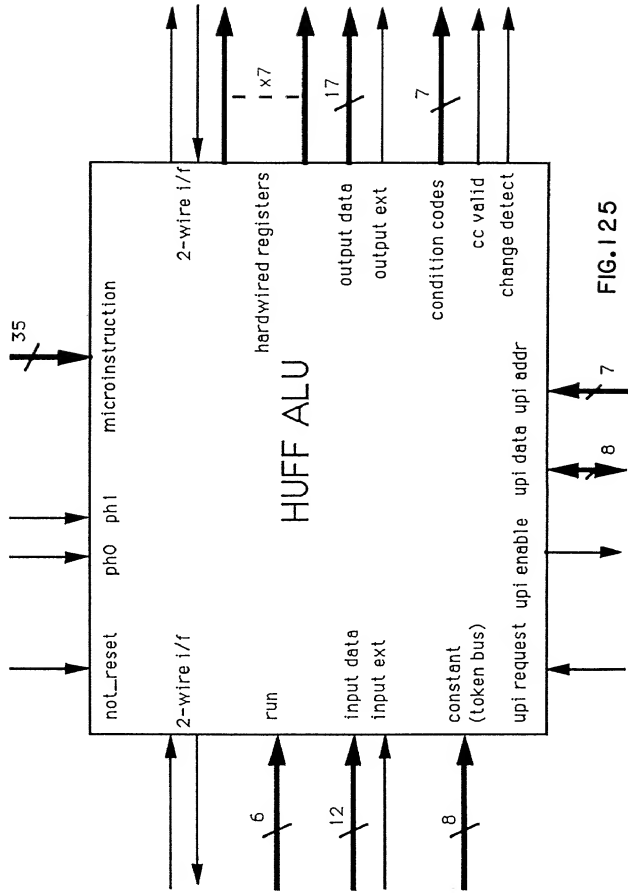 35
not_reset
ph0
ph1
microinstruction
2-wire i/f
2-wire i/f
x7
6
run
hardwired registers
HUFF ALU
12
input data
input ext
output data
17
output ext
8
constant
(token bus)
condition codes
7
cc valid
change detect
upi request
upi enable
upi data
upi addr
8
7
FIG.125